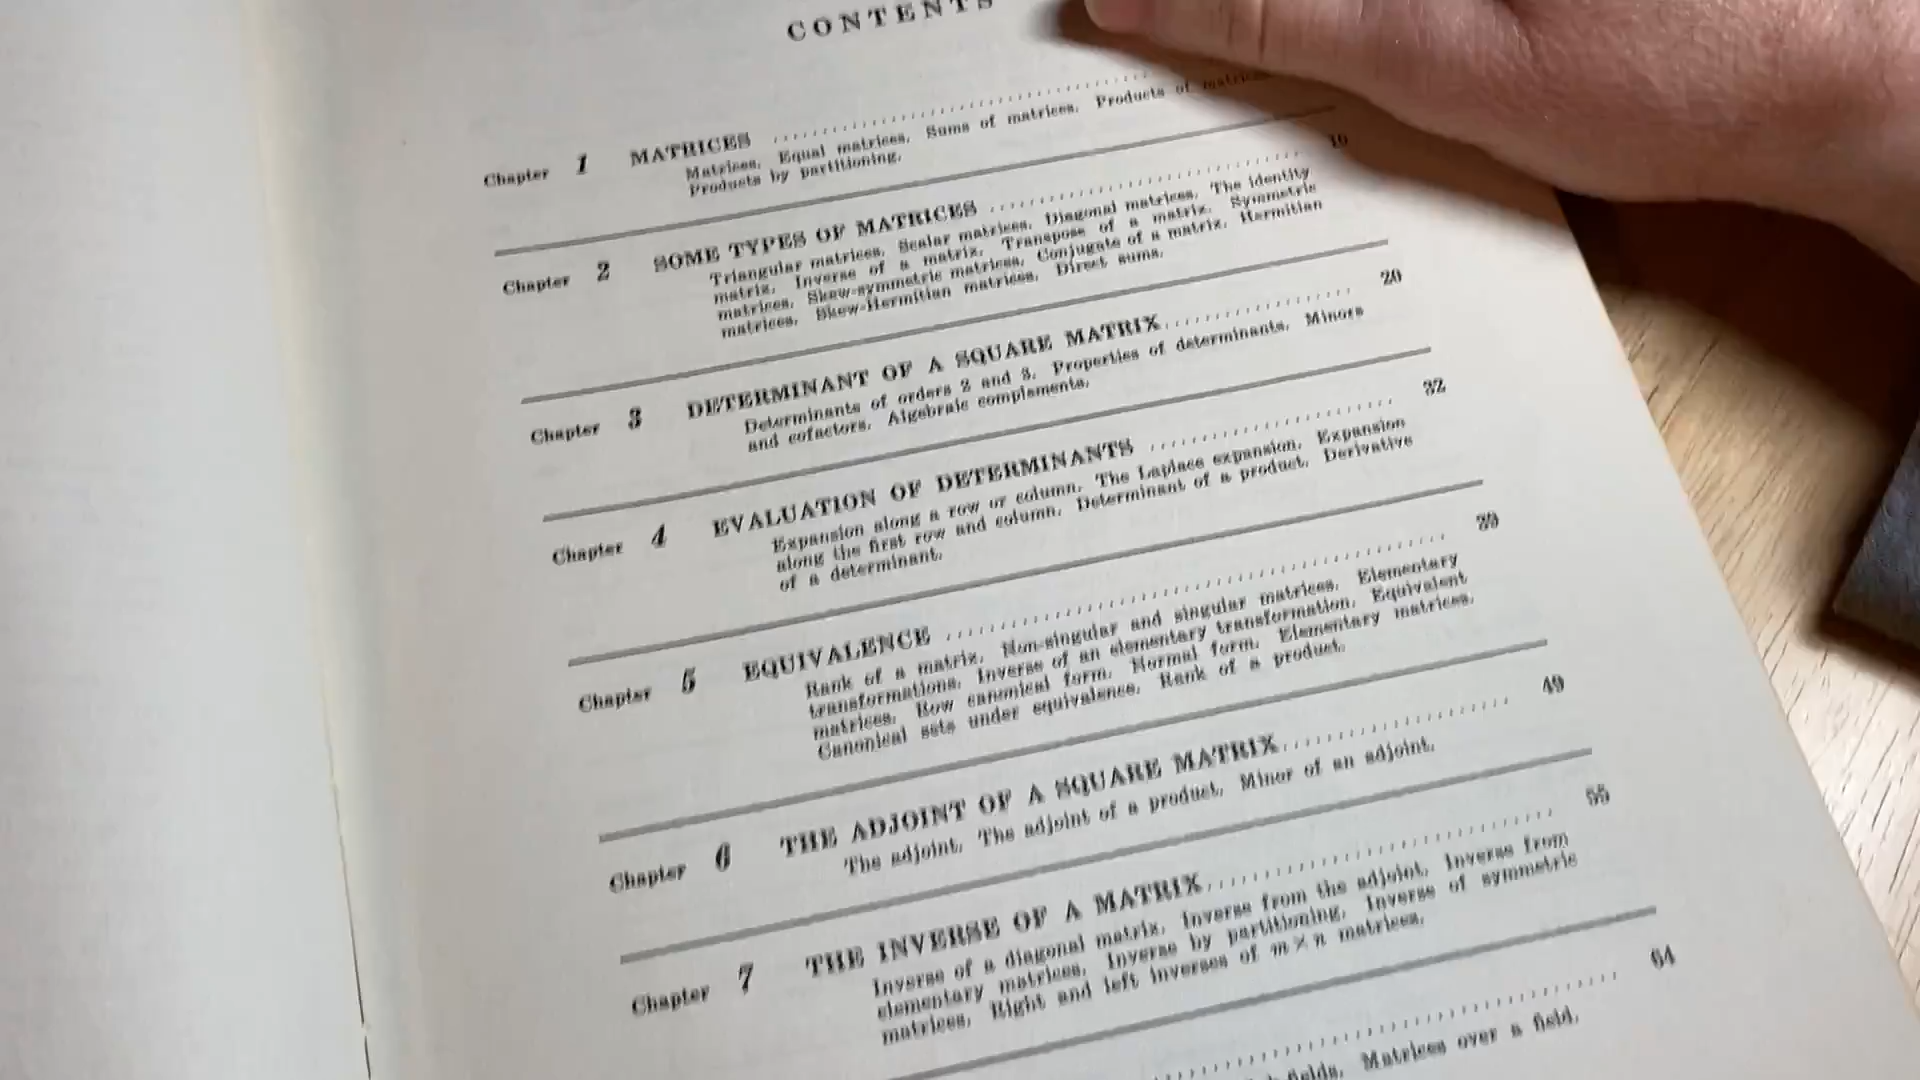 CONTENTS
Chapter 1 MATRICES ....................
Matrices. Equal matrices. Sums of matrices. Products of matrices.
Products by partitioning.
Chapter 2 SOME TYPES OF MATRICES .................... 10
Triangular matrices. Scalar matrices. Diagonal matrices. The identity
matrix. Inverse of a matrix. Transpose of a matrix. Symmetric
matrices. Skew-symmetric matrices. Conjugate of a matrix. Hermitian
matrices. Skew-Hermitian matrices. Direct sums.
Chapter 3 DETERMINANT OF A SQUARE MATRIX.................... 20
Determinants of orders 2 and 3. Properties of determinants. Minors
and cofactors. Algebraic complements.
Chapter 4 EVALUATION OF DETERMINANTS .................... 32
Expansion along a row or column. The Laplace expansion. Expansion
along the first row and column. Determinant of a product. Derivative
of a determinant.
Chapter 5 EQUIVALENCE .................... 39
Rank of a matrix. Non-singular and singular matrices. Elementary
transformations. Inverse of an elementary transformation. Equivalent
matrices. Row canonical form. Normal form. Elementary matrices.
Canonical sets under equivalence. Rank of a product.
Chapter 6 THE ADJOINT OF A SQUARE MATRIX.................... 49
The adjoint. The adjoint of a product. Minor of an adjoint.
Chapter 7 THE INVERSE OF A MATRIX.................... 55
Inverse of a diagonal matrix. Inverse from the adjoint. Inverse from
elementary matrices. Inverse by partitioning. Inverse of symmetric
matrices. Right and left inverses of m × n matrices.
.................... 64
fields. Matrices over a field.